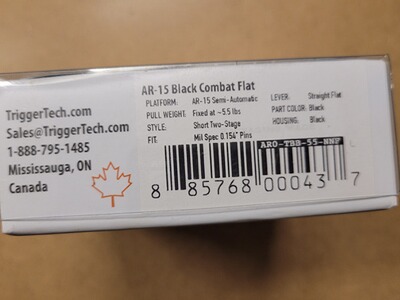 TriggerTech.com
Sales@TriggerTech.com
1-888-795-1485
Mississauga, ON
Canada
AR-15 Black Combat Flat
PLATFORM: AR-15 Semi-Automatic
PULL WEIGHT: Fixed at ~5.5 lbs
STYLE: Short Two-Stage
FIT: Mil Spec 0.154" Pins
LEVER: Straight Flat
PART COLOR: Black
HOUSING: Black
AR0-TBB-55-NNF
8 85768 00043 7